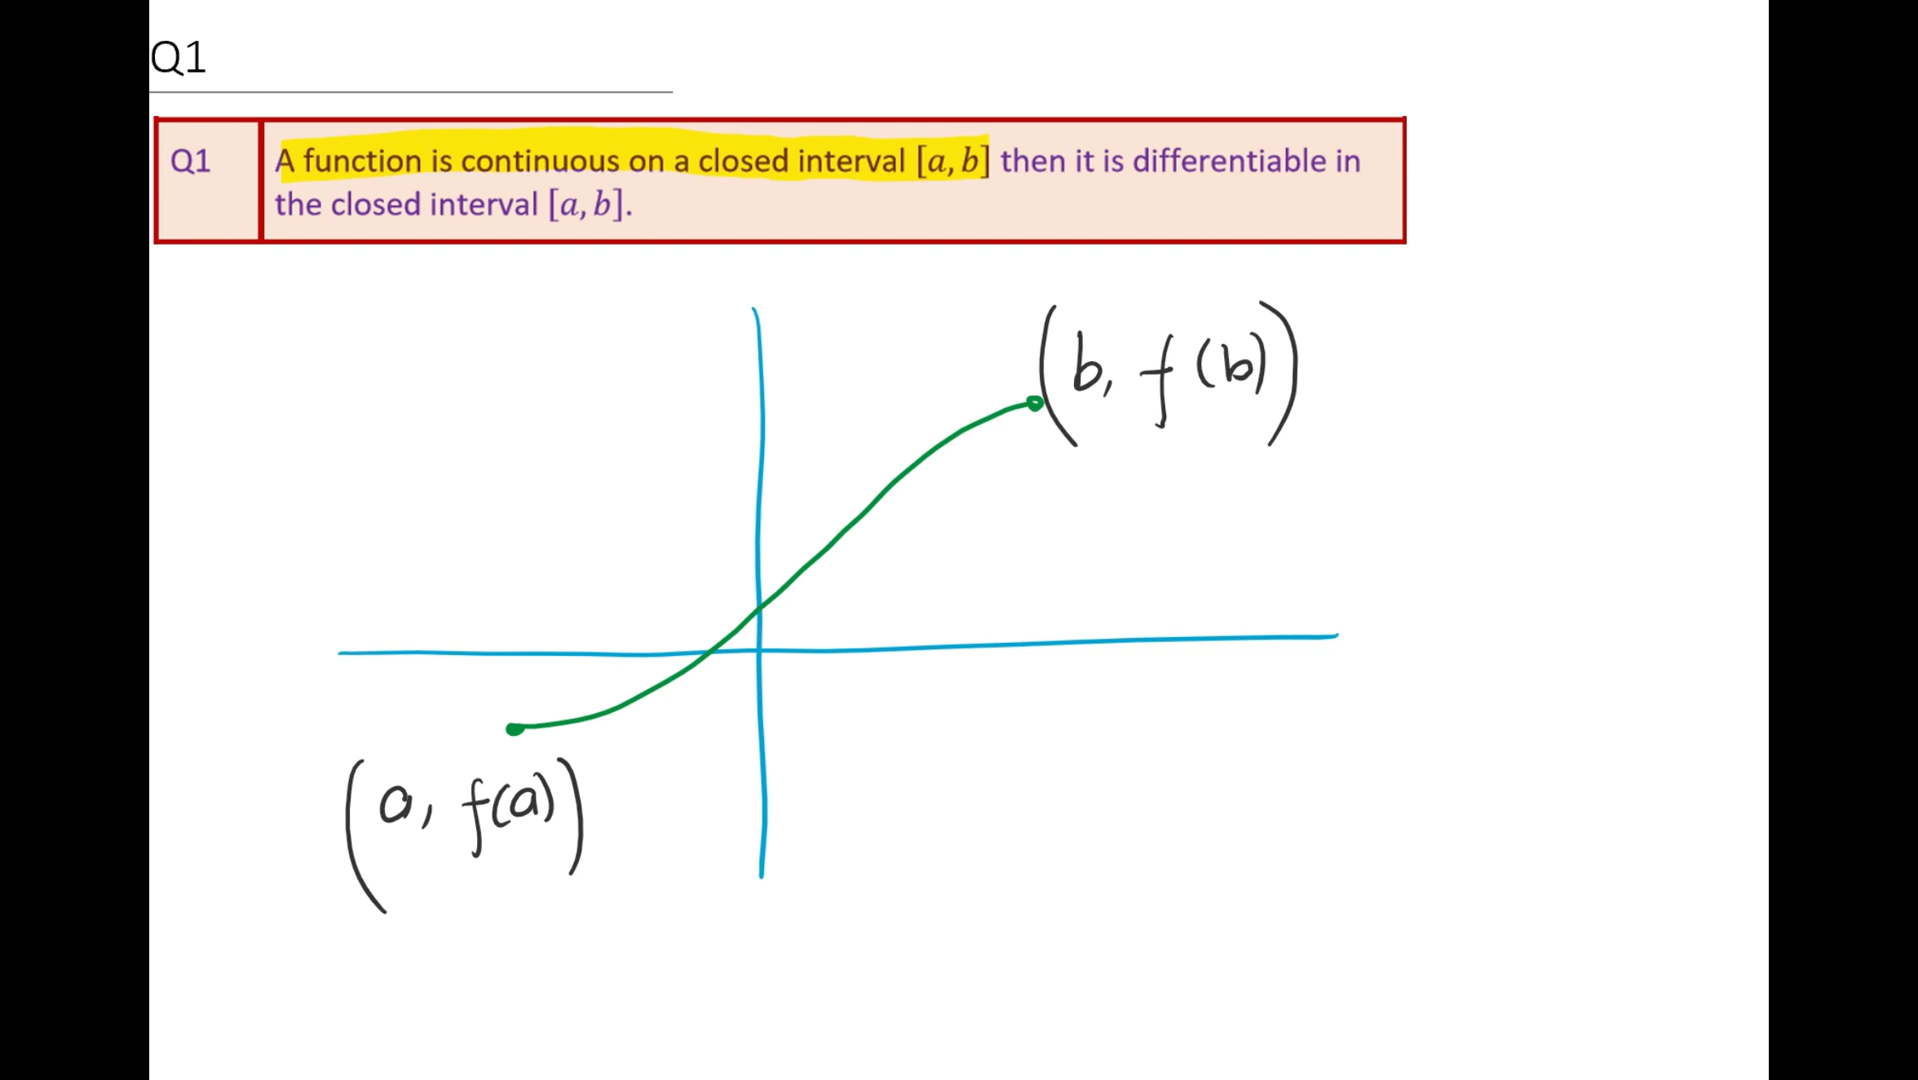 Q1
Q1
A function is continuous on a closed interval [a, b] then it is differentiable in
the closed interval [a, b].
(b, f(b))
(a, f(a))